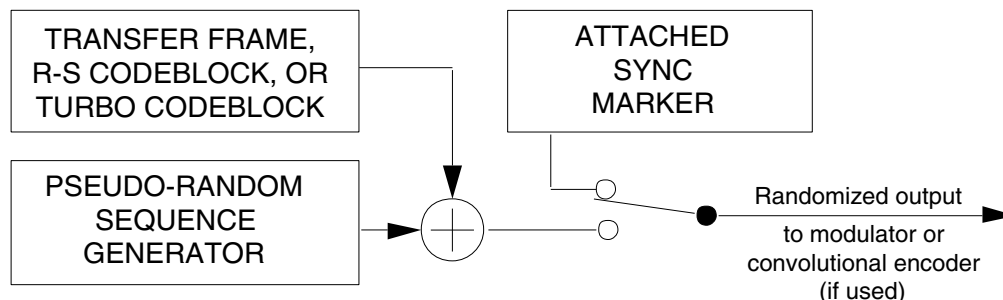 TRANSFER FRAME,
R-S CODEBLOCK, OR
TURBO CODEBLOCK
ATTACHED
SYNC
MARKER
PSEUDO-RANDOM
SEQUENCE
GENERATOR
Randomized output
to modulator or
convolutional encoder
(if used)